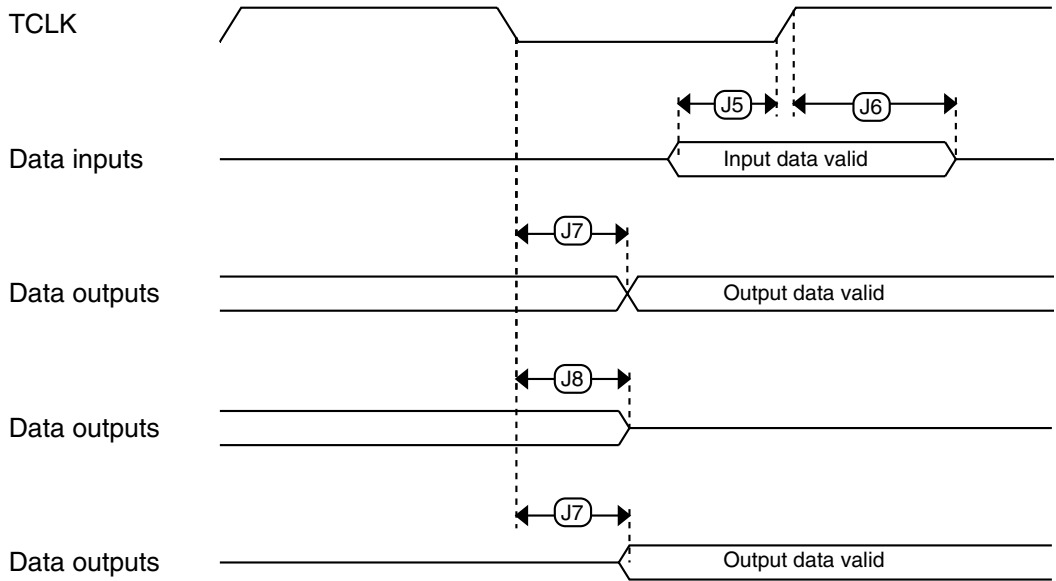 TCLK
J5
J6
Data inputs
Input data valid
J7
Data outputs
Output data valid
J8
Data outputs
J7
Data outputs
Output data valid